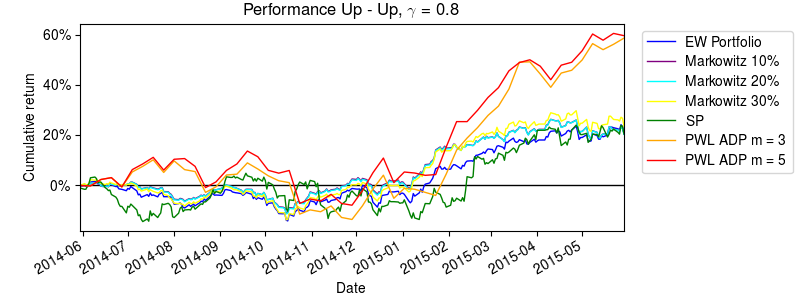 Performance Up - Up, γ = 0.8
Cumulative return
60%
40%
20%
0%
2014-06
2014-07
2014-08
2014-09
2014-10
2014-11
2014-12
2015-01
2015-02
2015-03
2015-04
2015-05
Date
EW Portfolio
Markowitz 10%
Markowitz 20%
Markowitz 30%
SP
PWL ADP m = 3
PWL ADP m = 5